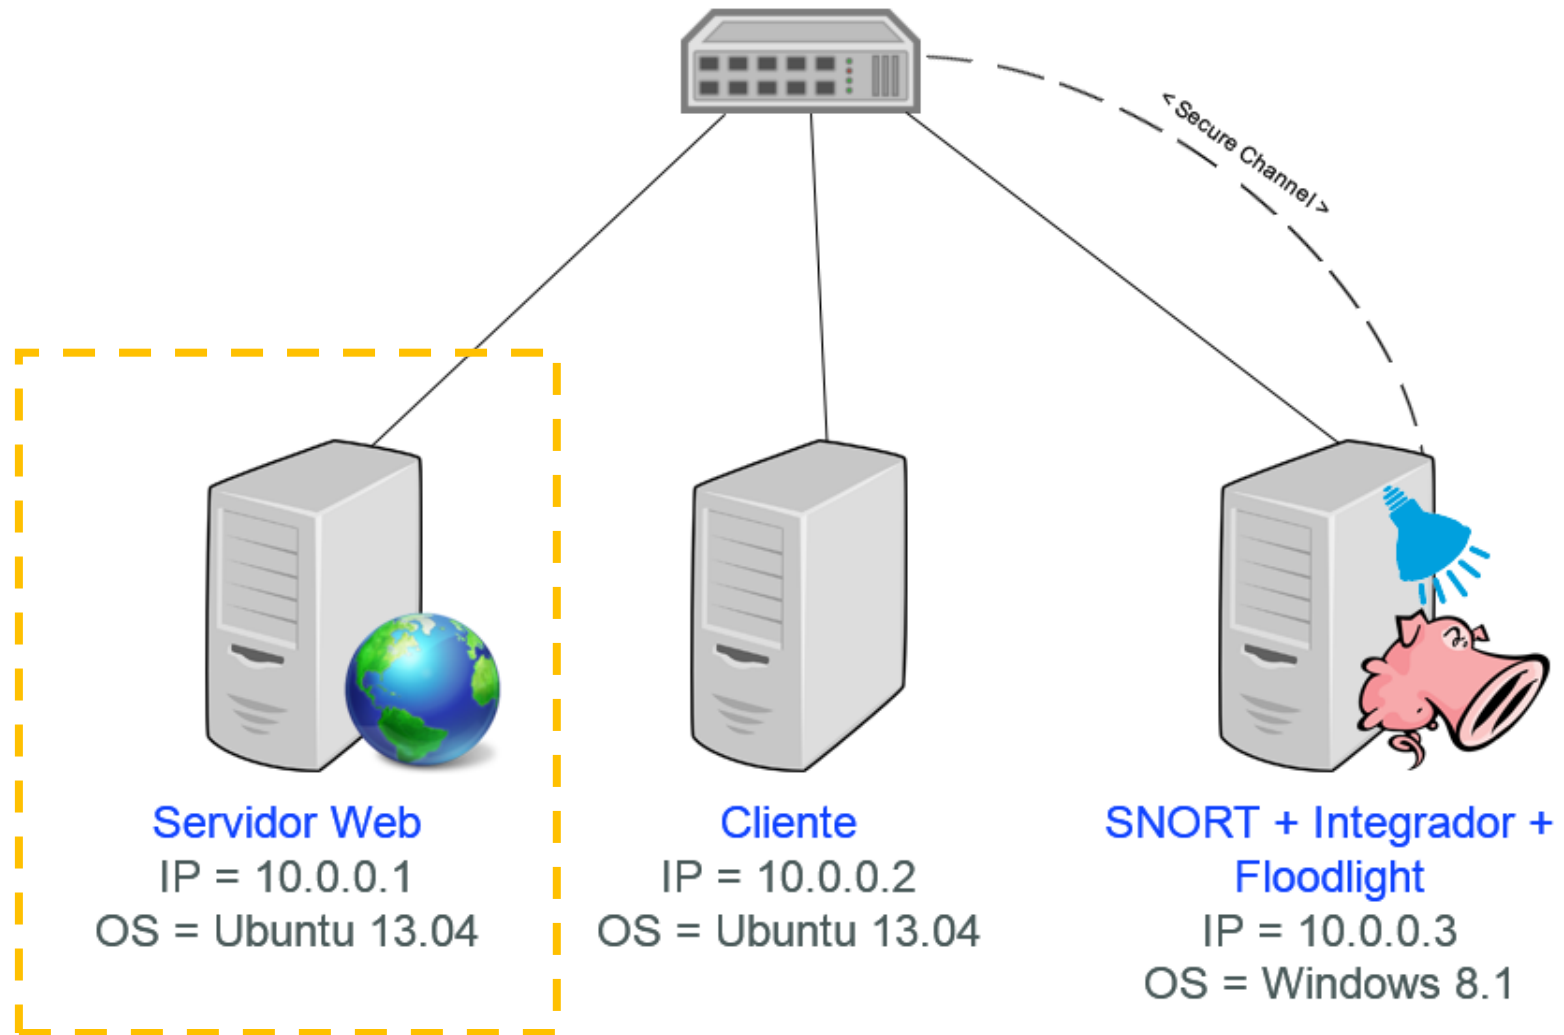 < Secure Channel >
Servidor Web
IP = 10.0.0.1
OS = Ubuntu 13.04
Cliente
IP = 10.0.0.2
OS = Ubuntu 13.04
SNORT + Integrador +
Floodlight
IP = 10.0.0.3
OS = Windows 8.1